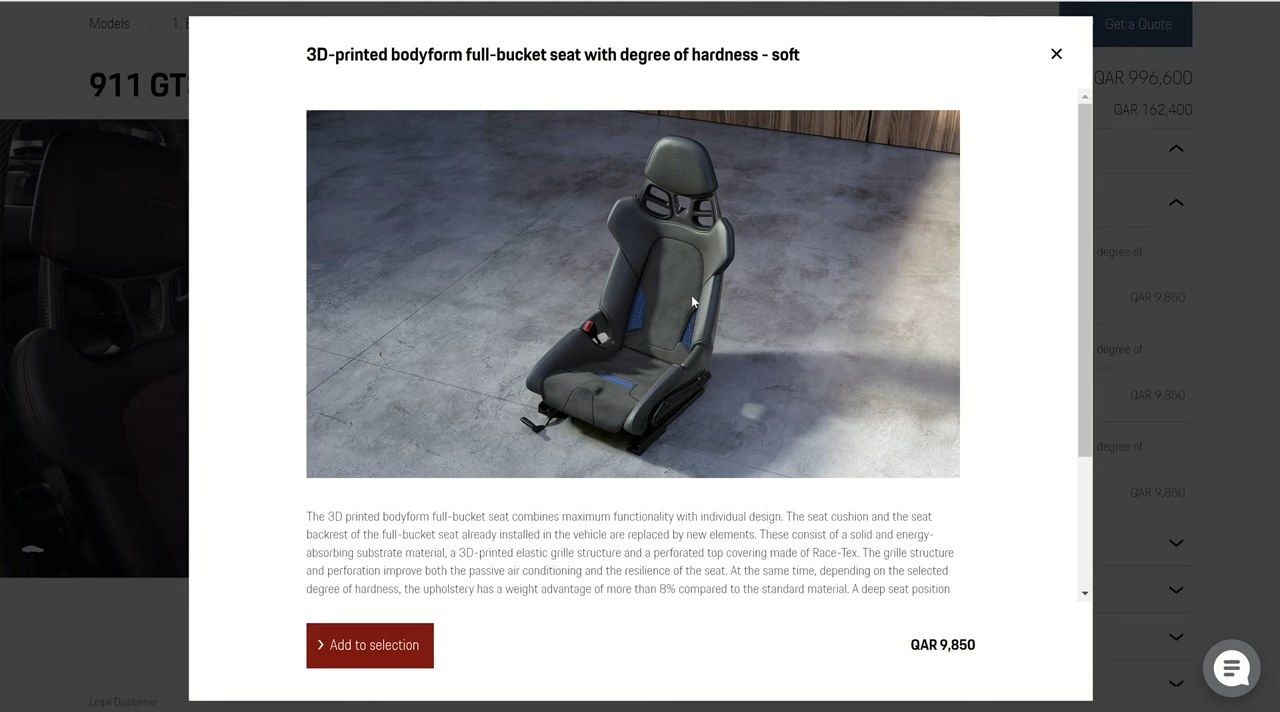 Models
1.
Get a Quote
3D-printed bodyform full-bucket seat with degree of hardness - soft
911
QAR 996,600
QAR 162,400
degree of
QAR 9,850
degree of
QAR 9,850
degree of
QAR 9,850
The 3D printed bodyform full-bucket seat combines maximum functionality with individual design. The seat cushion and the seat
backrest of the full-bucket seat already installed in the vehicle are replaced by new elements. These consist of a solid and energy-
absorbing substrate material, a 3D-printed elastic grille structure and a perforated top covering made of Race-Tex. The grille structure
and perforation improve both the passive air conditioning and the resilience of the seat. At the same time, depending on the selected
degree of hardness, the upholstery has a weight advantage of more than 8% compared to the standard material. A deep seat position
Add to selection
QAR 9,850
Legal Disclaimer